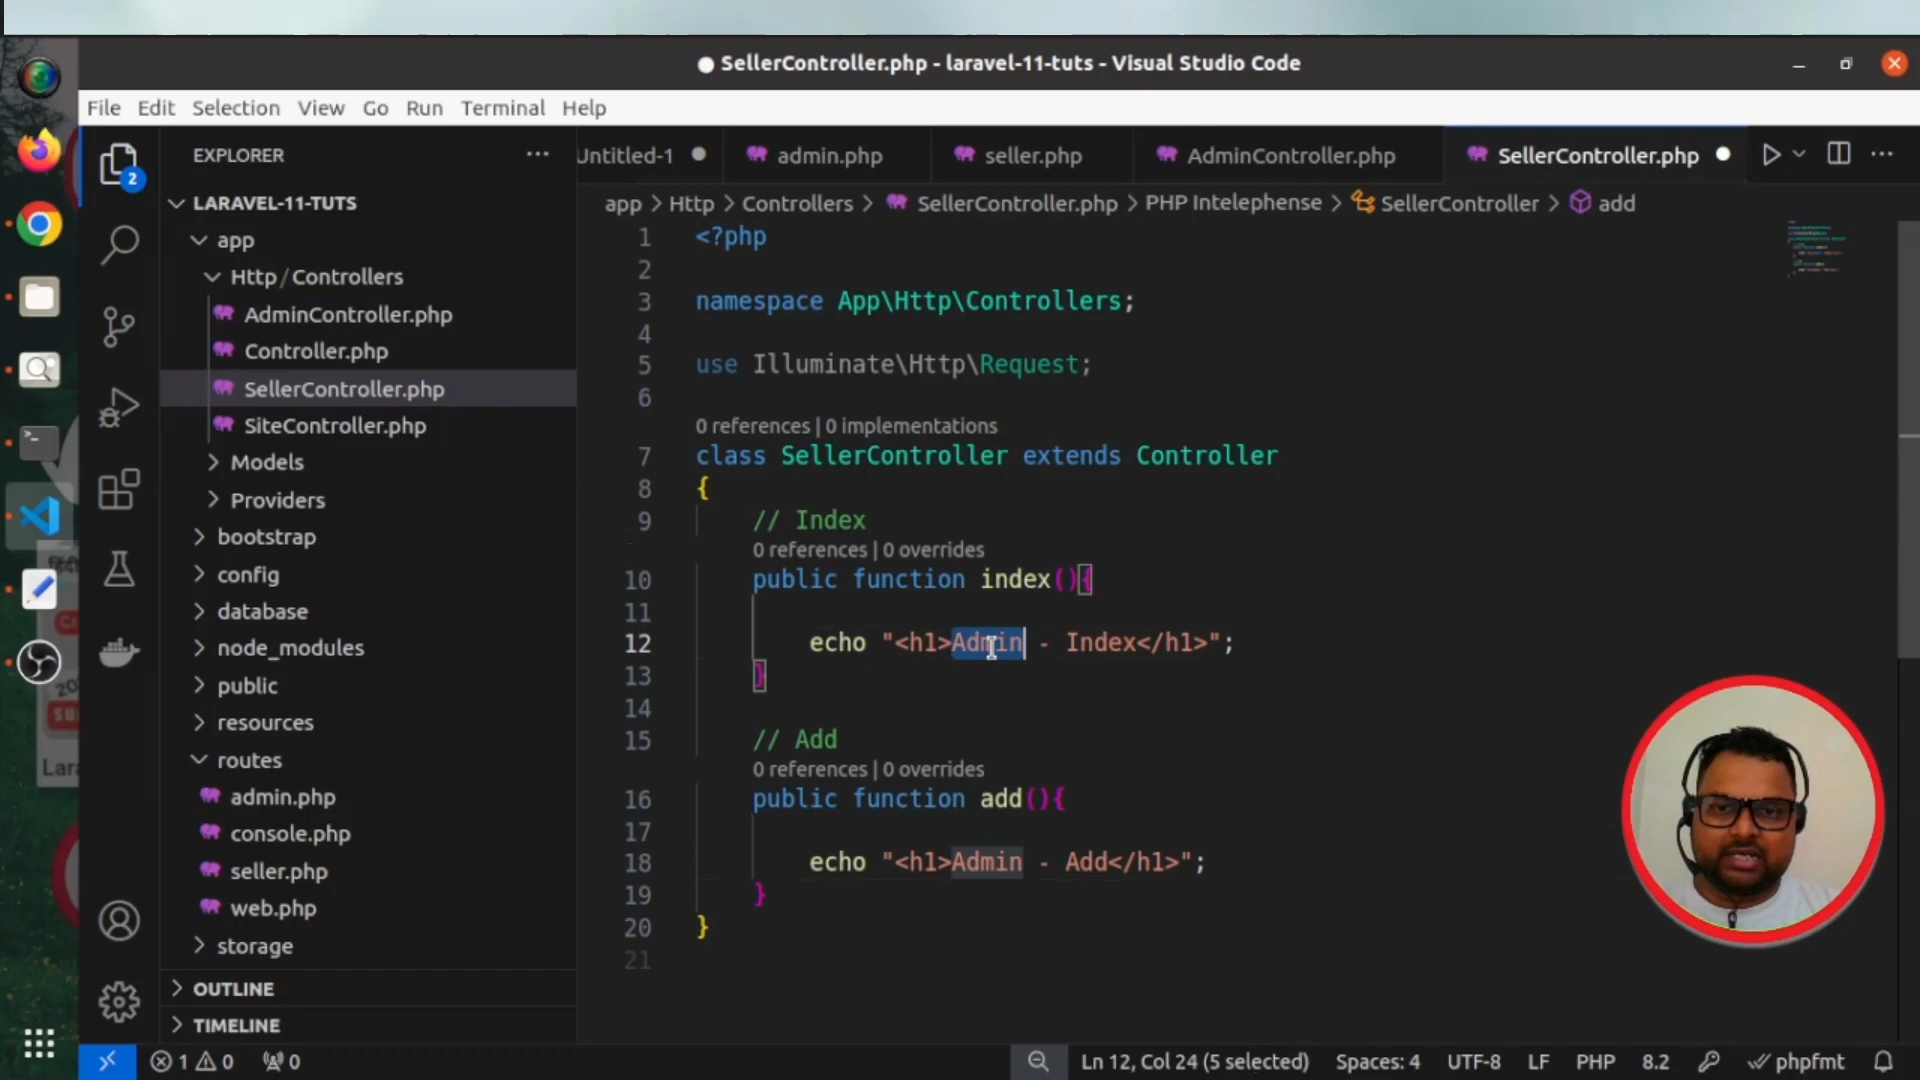 SellerController.php - laravel-11-tuts - Visual Studio Code
File Edit Selection View Go Run Terminal Help
EXPLORER
Untitled-1
admin.php
seller.php
AdminController.php
SellerController.php
2
LARAVEL-11-TUTS
app > Http > Controllers > SellerController.php > PHP Intelephense > SellerController > add
app
Http / Controllers
AdminController.php
Controller.php
SellerController.php
SiteController.php
Models
Providers
bootstrap
config
database
node_modules
public
resources
routes
admin.php
console.php
seller.php
web.php
storage
OUTLINE
TIMELINE
1 <?php
2
3 namespace App\Http\Controllers;
4
5 use Illuminate\Http\Request;
6
0 references | 0 implementations
7 class SellerController extends Controller
8 {
9 // Index
0 references | 0 overrides
10 public function index(){
11
12 echo "<h1>Admin - Index</h1>";
13 }
14
15 // Add
0 references | 0 overrides
16 public function add(){
17
18 echo "<h1>Admin - Add</h1>";
19 }
20 }
21
1 0 0 Ln 12, Col 24 (5 selected) Spaces: 4 UTF-8 LF PHP 8.2 phpfmt